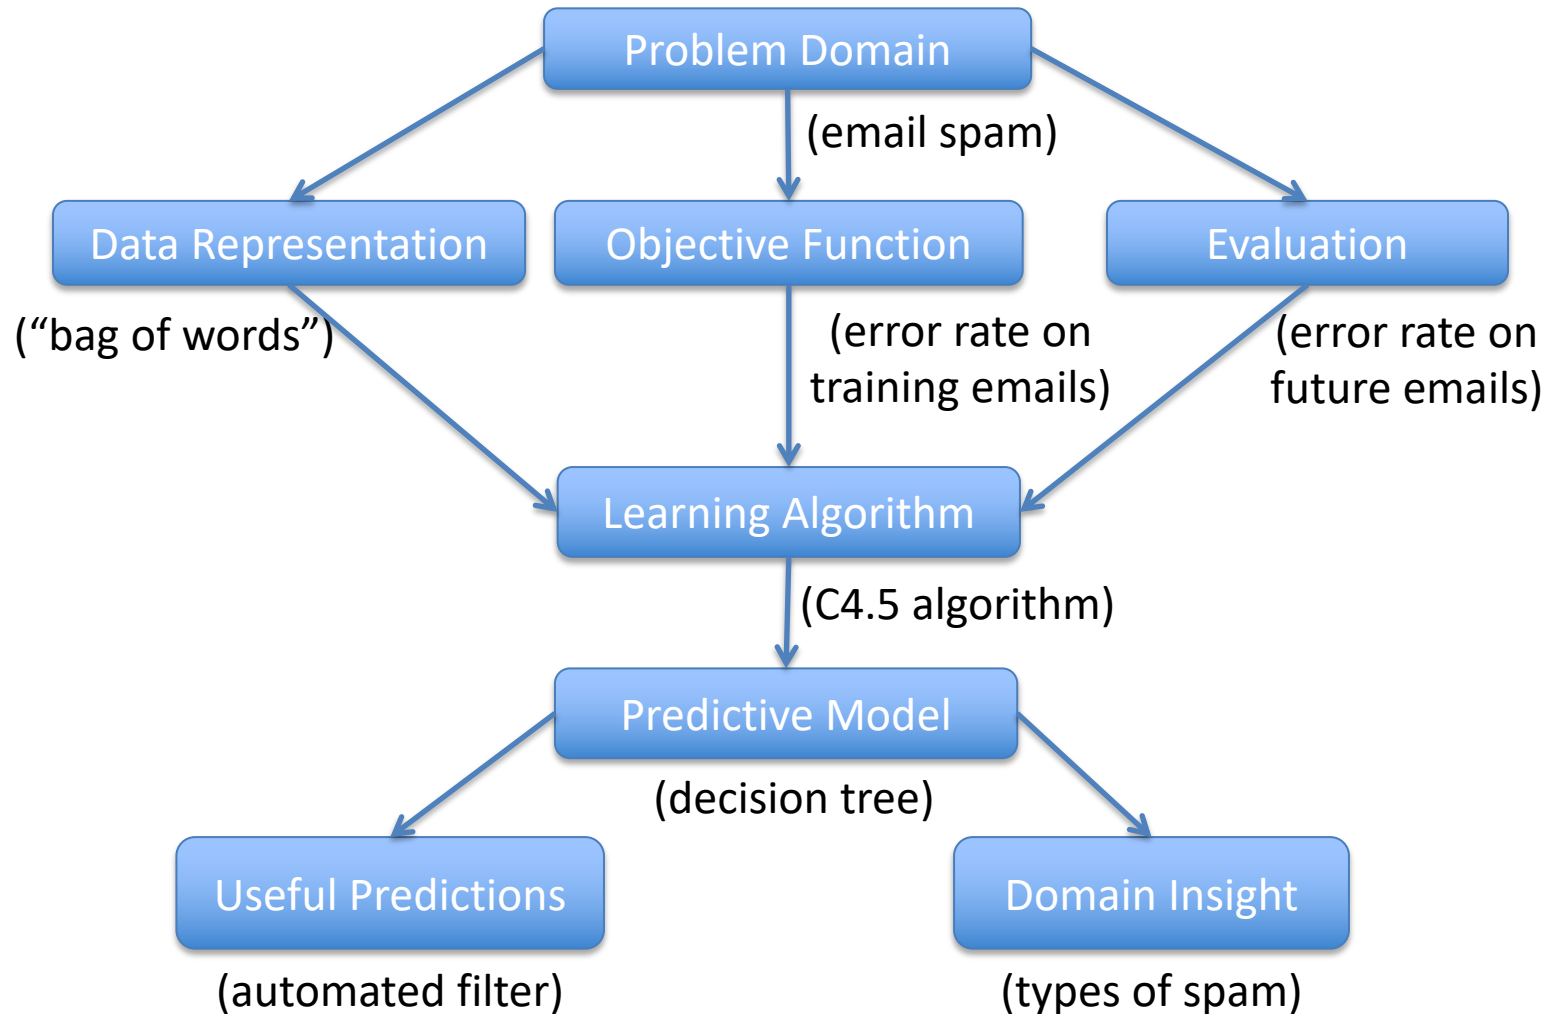 Problem Domain
(email spam)
Data Representation
Objective Function
Evaluation
(“bag of words”)
(error rate on
training emails)
(error rate on
future emails)
Learning Algorithm
(C4.5 algorithm)
Predictive Model
(decision tree)
Useful Predictions
Domain Insight
(automated filter)
(types of spam)